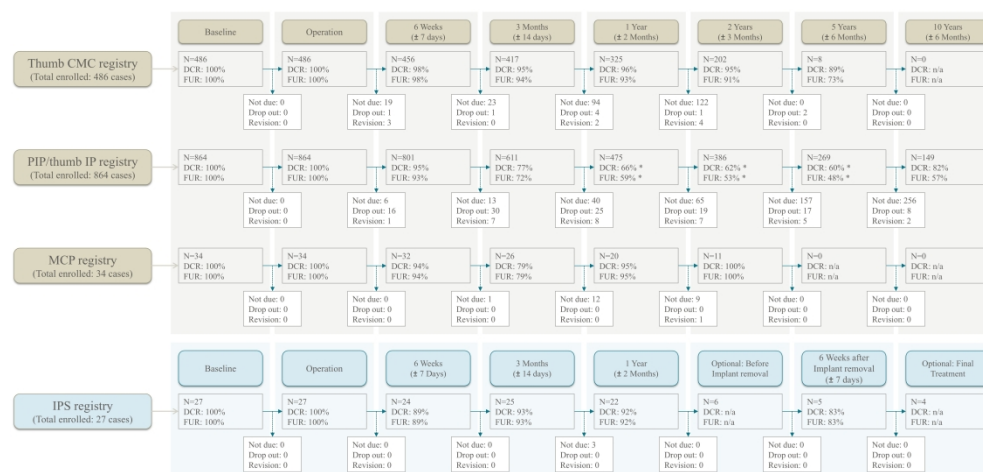 Baseline
Operation
6 Weeks
(± 7 days)
3 Months
(± 14 days)
1 Year
(± 2 Months)
2 Years
(± 3 Months)
5 Years
(± 6 Months)
10 Years
(± 6 Months)
Thumb CMC registry
(Total enrolled: 486 cases)
N=486
DCR: 100%
FUR: 100%
N=486
DCR: 100%
FUR: 100%
N=456
DCR: 98%
FUR: 98%
N=417
DCR: 95%
FUR: 94%
N=325
DCR: 96%
FUR: 93%
N=202
DCR: 95%
FUR: 91%
N=8
DCR: 89%
FUR: 73%
N=0
DCR: n/a
FUR: n/a
Not due: 0
Drop out: 0
Revision: 0
Not due: 19
Drop out: 1
Revision: 3
Not due: 23
Drop out: 1
Revision: 0
Not due: 94
Drop out: 4
Revision: 2
Not due: 122
Drop out: 1
Revision: 4
Not due: 0
Drop out: 2
Revision: 0
Not due: 0
Drop out: 0
Revision: 0
PIP/thumb IP registry
(Total enrolled: 864 cases)
N=864
DCR: 100%
FUR: 100%
N=864
DCR: 100%
FUR: 100%
N=801
DCR: 95%
FUR: 93%
N=611
DCR: 77%
FUR: 72%
N=475
DCR: 66% *
FUR: 59% *
N=386
DCR: 62% *
FUR: 53% *
N=269
DCR: 60% *
FUR: 48% *
N=149
DCR: 82%
FUR: 57%
Not due: 0
Drop out: 0
Revision: 0
Not due: 6
Drop out: 16
Revision: 1
Not due: 13
Drop out: 30
Revision: 7
Not due: 40
Drop out: 25
Revision: 8
Not due: 65
Drop out: 19
Revision: 7
Not due: 157
Drop out: 17
Revision: 5
Not due: 256
Drop out: 8
Revision: 2
MCP registry
(Total enrolled: 34 cases)
N=34
DCR: 100%
FUR: 100%
N=34
DCR: 100%
FUR: 100%
N=32
DCR: 94%
FUR: 94%
N=26
DCR: 79%
FUR: 79%
N=20
DCR: 95%
FUR: 95%
N=11
DCR: 100%
FUR: 100%
N=0
DCR: n/a
FUR: n/a
N=0
DCR: n/a
FUR: n/a
Not due: 0
Drop out: 0
Revision: 0
Not due: 0
Drop out: 0
Revision: 0
Not due: 1
Drop out: 0
Revision: 0
Not due: 12
Drop out: 0
Revision: 0
Not due: 9
Drop out: 0
Revision: 1
Not due: 0
Drop out: 0
Revision: 0
Not due: 0
Drop out: 0
Revision: 0
Baseline
Operation
6 Weeks
(± 7 Days)
3 Months
(± 14 days)
1 Year
(± 2 Months)
Optional: Before
Implant removal
6 Weeks after
Implant removal
(± 7 days)
Optional: Final
Treatment
IPS registry
(Total enrolled: 27 cases)
N=27
DCR: 100%
FUR: 100%
N=27
DCR: 100%
FUR: 100%
N=24
DCR: 89%
FUR: 89%
N=25
DCR: 93%
FUR: 93%
N=22
DCR: 92%
FUR: 92%
N=6
DCR: n/a
FUR: n/a
N=5
DCR: 83%
FUR: 83%
N=4
DCR: n/a
FUR: n/a
Not due: 0
Drop out: 0
Revision: 0
Not due: 0
Drop out: 0
Revision: 0
Not due: 0
Drop out: 0
Revision: 0
Not due: 3
Drop out: 0
Revision: 0
Not due: 0
Drop out: 0
Revision: 0
Not due: 0
Drop out: 0
Revision: 0
Not due: 0
Drop out: 0
Revision: 0